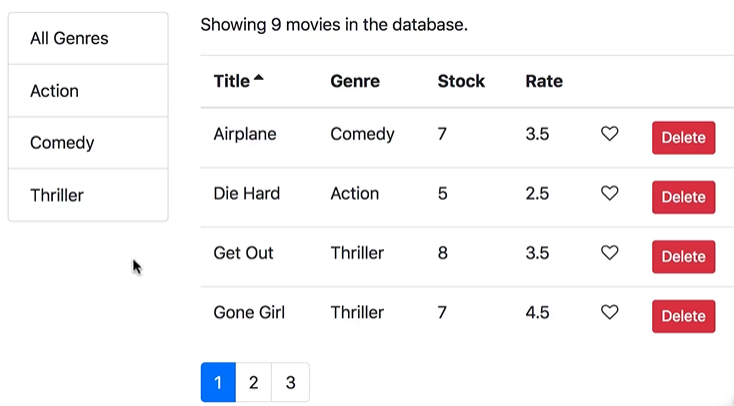 All Genres
Action
Comedy
Thriller
Showing 9 movies in the database.
Title Genre Stock Rate
Airplane Comedy 7 3.5 Delete
Die Hard Action 5 2.5 Delete
Get Out Thriller 8 3.5 Delete
Gone Girl Thriller 7 4.5 Delete
1 2 3